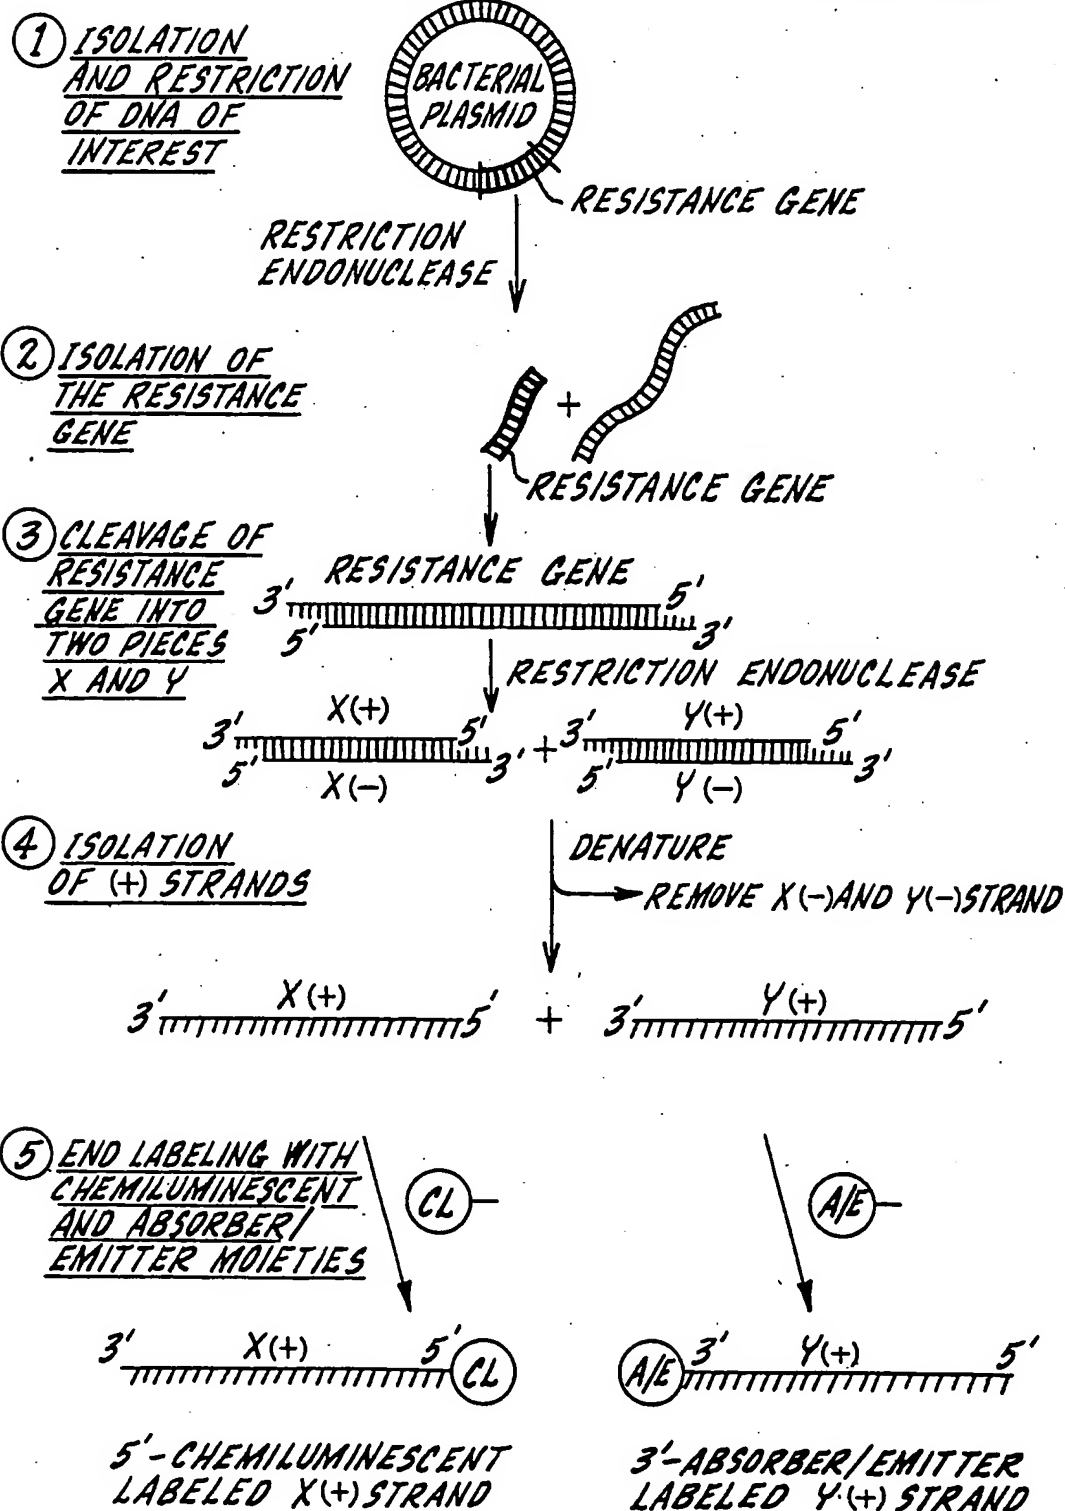 ① ISOLATION
AND RESTRICTION
OF DNA OF
INTEREST
BACTERIAL
PLASMID
RESISTANCE GENE
RESTRICTION
ENDONUCLEASE
② ISOLATION OF
THE RESISTANCE
GENE
+
RESISTANCE GENE
③ CLEAVAGE OF
RESISTANCE
GENE INTO
TWO PIECES
X AND Y
RESISTANCE GENE
3' 5'
5' 3'
RESTRICTION ENDONUCLEASE
X(+) Y(+)
3' 5' + 3' 5'
5' 3' 5' 3'
X(-) Y(-)
④ ISOLATION
OF (+) STRANDS
DENATURE
REMOVE X(-) AND Y(-) STRAND
X(+) Y(+)
3' 5' + 3' 5'
⑤ END LABELING WITH
CHEMILUMINESCENT
AND ABSORBER/
EMITTER MOIETIES
CL A/E
3' X(+) 5' CL
A/E 3' Y(+) 5'
5'-CHEMILUMINESCENT
LABELED X(+) STRAND
3'-ABSORBER/EMITTER
LABELED Y(+) STRAND